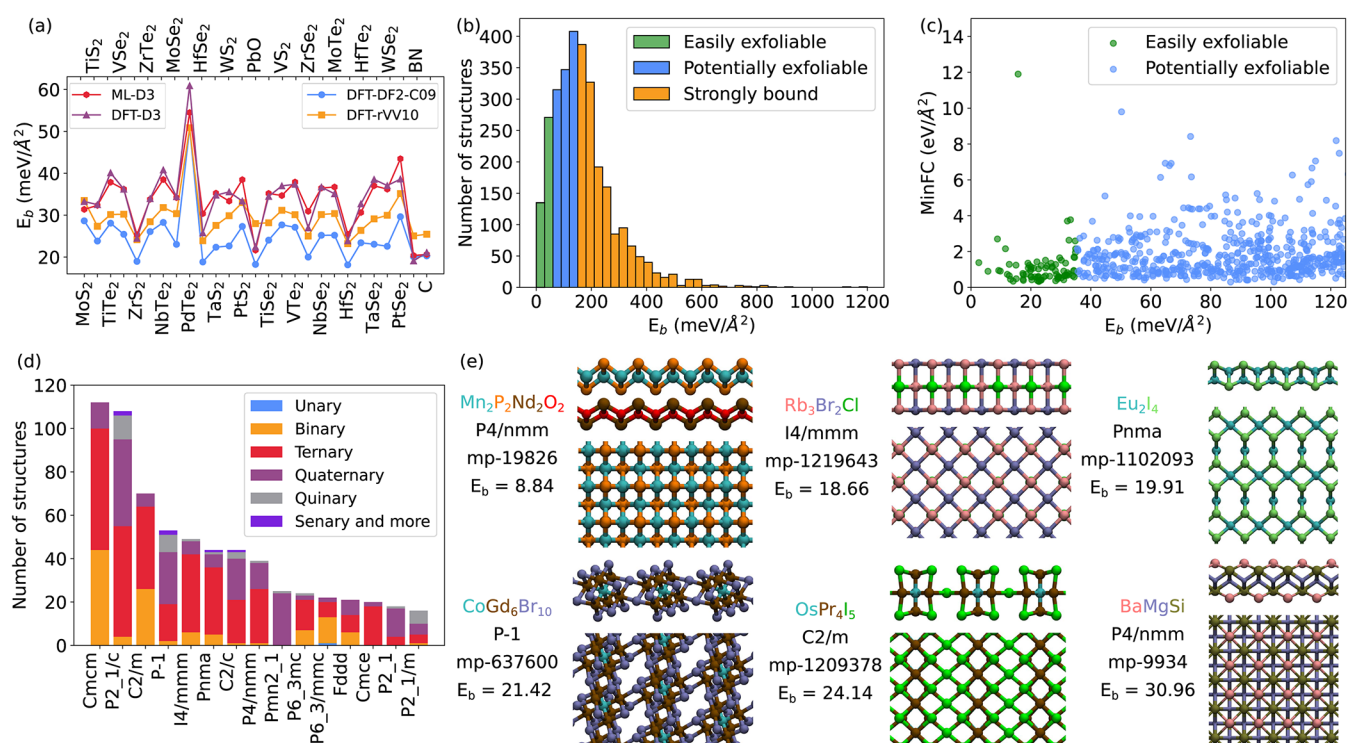 (a)
TiS2 VSe2 ZrTe2 MoSe2 HfSe2 WS2 PbO VS2 ZrSe2 MoTe2 HfTe2 WSe2 BN
60
50
40
30
20
Eb (meV/Å2)
ML-D3
DFT-D3
DFT-DF2-C09
DFT-rVV10
MoS2 TiTe2 ZrS2 NbTe2 PdTe2 TaS2 PtS2 TiSe2 VTe2 NbSe2 HfS2 TaSe2 PtSe2 C
(b)
400
350
300
250
200
150
100
50
0
Number of structures
Easily exfoliable
Potentially exfoliable
Strongly bound
0 200 400 600 800 1000 1200
Eb (meV/Å2)
(c)
14
12
10
8
6
4
2
0
MinFC (eV/Å2)
Easily exfoliable
Potentially exfoliable
0 20 40 60 80 100 120
Eb (meV/Å2)
(d)
120
100
80
60
40
20
0
Number of structures
Unary
Binary
Ternary
Quaternary
Quinary
Senary and more
Cmcm P2_1/c C2/m P-1 I4/mmm Pnma C2/c P4/nmm Pmn2_1 P6_3mc P6_3/mmc Fddd Cmce P2_1 P2_1/m
(e)
Mn2P2Nd2O2
P4/nmm
mp-19826
Eb = 8.84
Rb3Br2Cl
I4/mmm
mp-1219643
Eb = 18.66
Eu2I4
Pnma
mp-1102093
Eb = 19.91
CoGd6Br10
P-1
mp-637600
Eb = 21.42
OsPr4I5
C2/m
mp-1209378
Eb = 24.14
BaMgSi
P4/nmm
mp-9934
Eb = 30.96